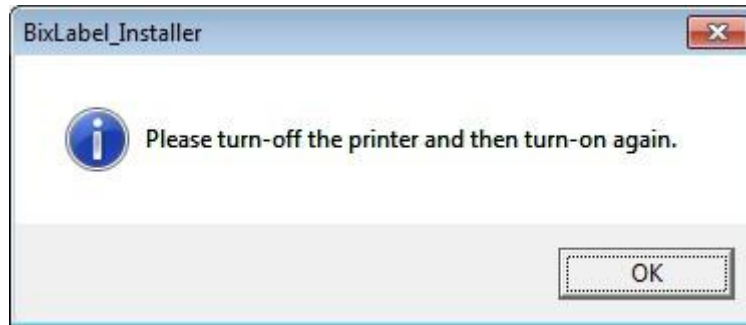 BixLabel_Installer
Please turn-off the printer and then turn-on again.
OK